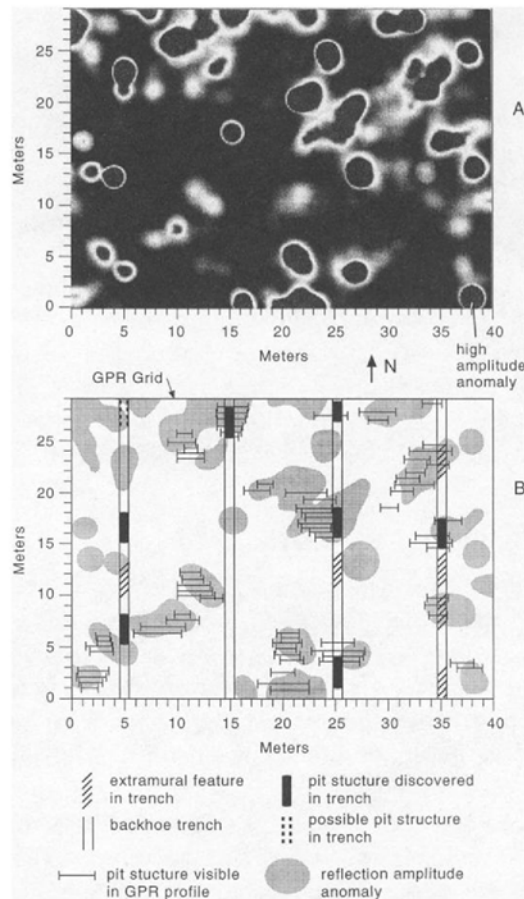 25
20
15
10
5
0
Meters
A
0 5 10 15 20 25 30 35 40
Meters
N
high
amplitude
anomaly
GPR Grid
25
20
15
10
5
0
Meters
B
0 5 10 15 20 25 30 35 40
Meters
extramural feature
in trench
pit stucture discovered
in trench
backhoe trench
possible pit structure
in trench
pit stucture visible
in GPR profile
reflection amplitude
anomaly